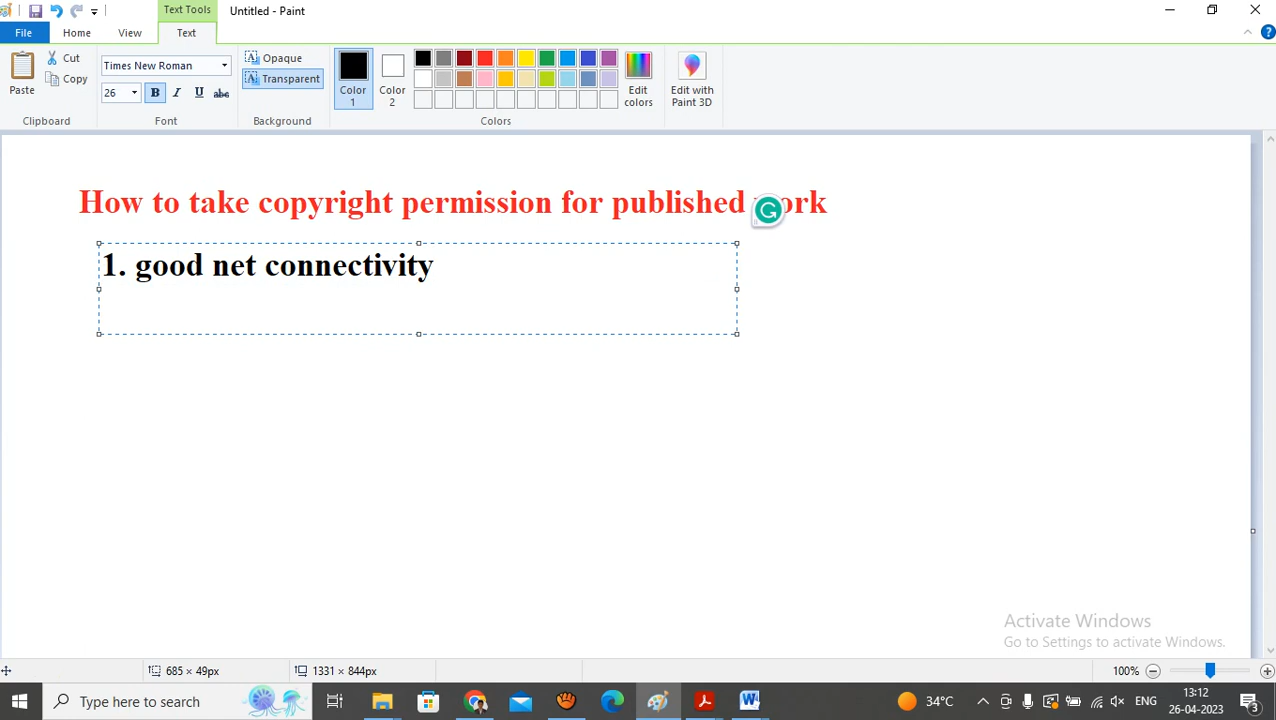 Text Tools
Untitled - Paint
File
Home
View
Text
Paste
Cut
Copy
Clipboard
Times New Roman
26
B
I
U
abc
Font
Opaque
Transparent
Background
Color 1
Color 2
Edit colors
Colors
Edit with Paint 3D
How to take copyright permission for published work
1. good net connectivity
Activate Windows
Go to Settings to activate Windows.
685 × 49px
1331 × 844px
100%
Type here to search
34°C
ENG
13:12
26-04-2023
3